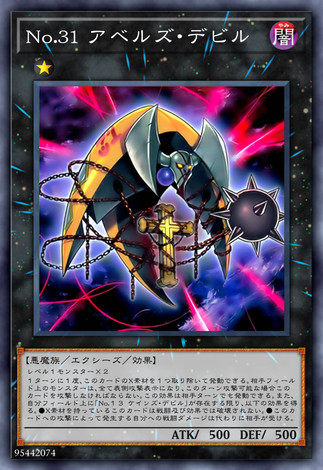 No.31 アベルズ・デビル
闇
【悪魔族／エクシーズ／効果】
レベル１モンスター×２
１ターンに１度、このカードのX素材を１つ取り除いて発動できる。相手フィールド
上のモンスターは、全て表側攻撃表示になり、このターン攻撃可能な場合この
カードを攻撃しなければならない。この効果は相手ターンでも発動できる。また、
自分フィールド上に「No.１３ ケインズ・デビル」が存在する限り、以下の効果を得
る。●X素材を持っているこのカードは戦闘及び効果では破壊されない。●このカー
ドへの攻撃によって発生する自分への戦闘ダメージは代わりに相手が受ける。
ATK/ 500 DEF/ 500
95442074